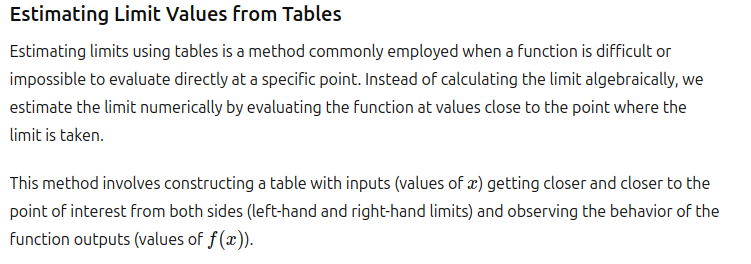 Estimating Limit Values from Tables
Estimating limits using tables is a method commonly employed when a function is difficult or
impossible to evaluate directly at a specific point. Instead of calculating the limit algebraically, we
estimate the limit numerically by evaluating the function at values close to the point where the
limit is taken.
This method involves constructing a table with inputs (values of x) getting closer and closer to the
point of interest from both sides (left-hand and right-hand limits) and observing the behavior of the
function outputs (values of f(x)).